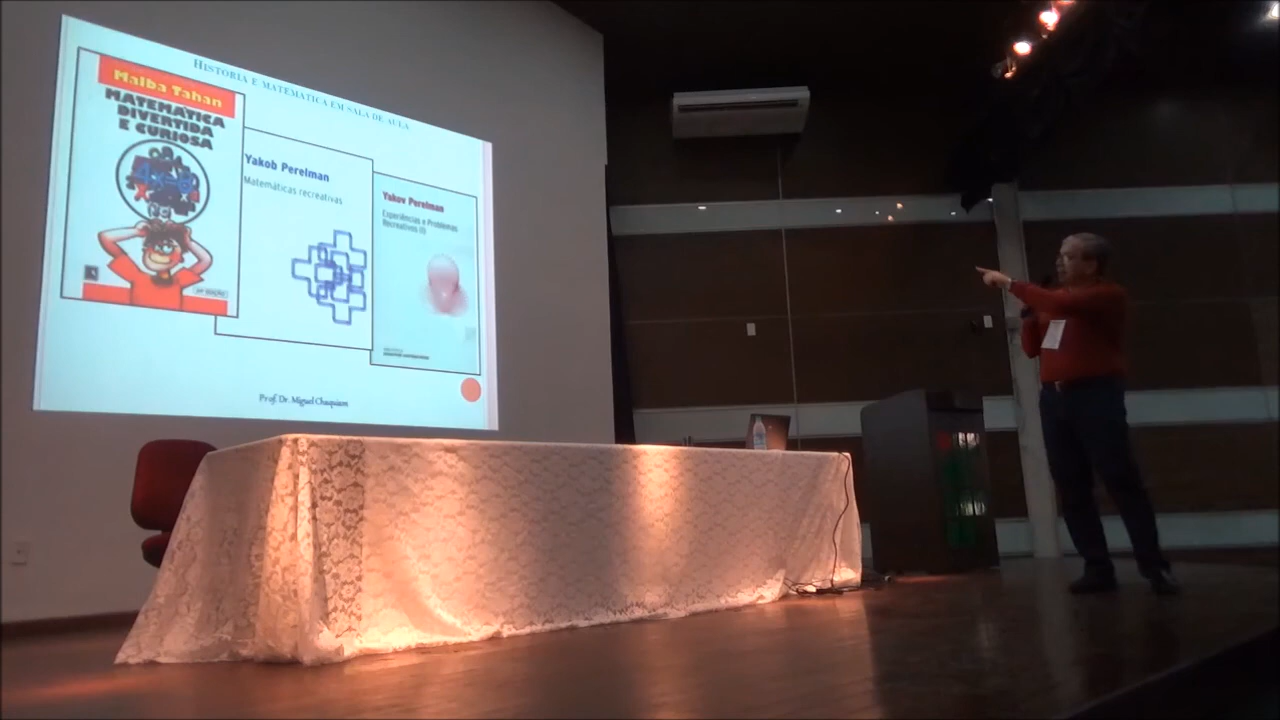 HISTORIA E MATEMÁTICA EM SALA DE AULA
Malba Tahan
MATEMÁTICA
DIVERTIDA
E CURIOSA
Yakob Perelman
Matemáticas recreativas
Yakov Perelman
Experiências e Problemas
Recreativos (I)
Prof. Dr. Miguel Chaquiam